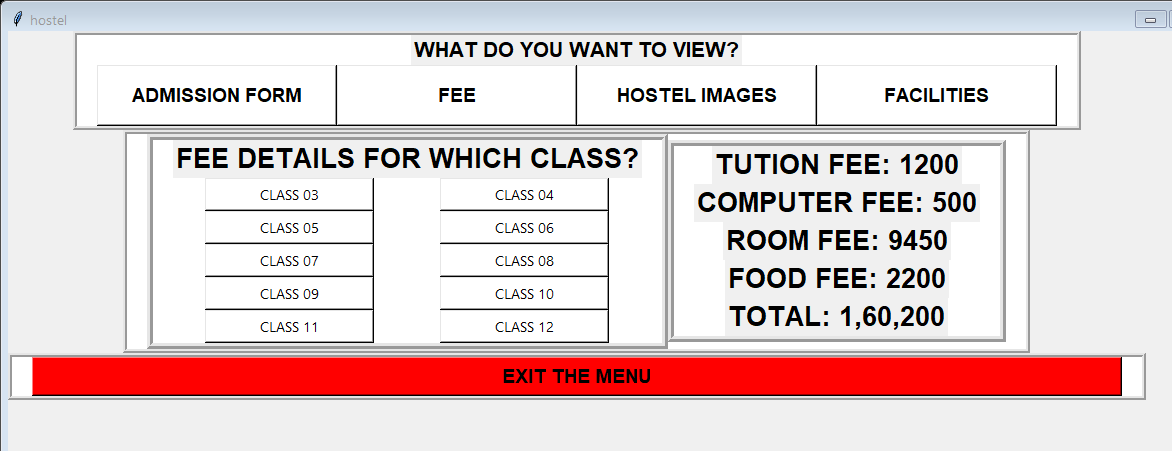 hostel
WHAT DO YOU WANT TO VIEW?
ADMISSION FORM FEE HOSTEL IMAGES FACILITIES
FEE DETAILS FOR WHICH CLASS?
CLASS 03 CLASS 04
CLASS 05 CLASS 06
CLASS 07 CLASS 08
CLASS 09 CLASS 10
CLASS 11 CLASS 12
TUTION FEE: 1200
COMPUTER FEE: 500
ROOM FEE: 9450
FOOD FEE: 2200
TOTAL: 1,60,200
EXIT THE MENU